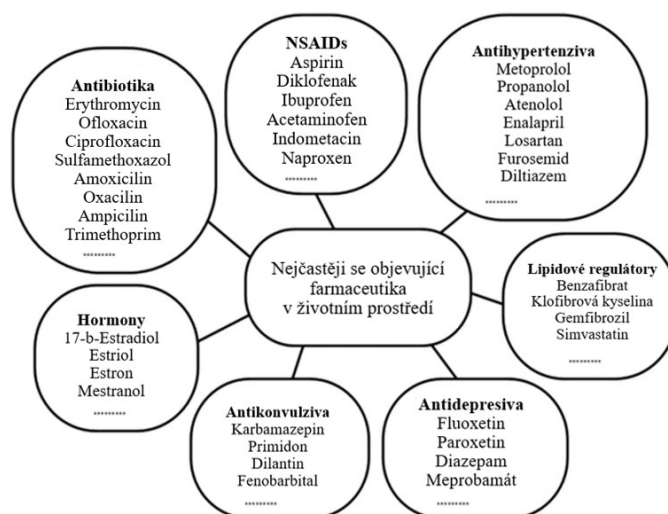 NSAIDs
Aspirin
Diklofenak
Ibuprofen
Acetaminofen
Indometacin
Naproxen
.........
Antihypertenziva
Metoprolol
Propanolol
Atenolol
Enalapril
Losartan
Furosemid
Diltiazem
.........
Antibiotika
Erythromycin
Ofloxacin
Ciprofloxacin
Sulfamethoxazol
Amoxicilin
Oxacilin
Ampicilin
Trimethoprim
.........
Nejčastěji se objevující
farmaceutika
v životním prostředí
Lipidové regulátory
Benzafibrat
Klofibrová kyselina
Gemfibrozil
Simvastatin
.........
Hormony
17-b-Estradiol
Estriol
Estron
Mestranol
.........
Antikonvulziva
Karbamazepin
Primidon
Dilantin
Fenobarbital
.........
Antidepresiva
Fluoxetin
Paroxetin
Diazepam
Meprobamát
.........